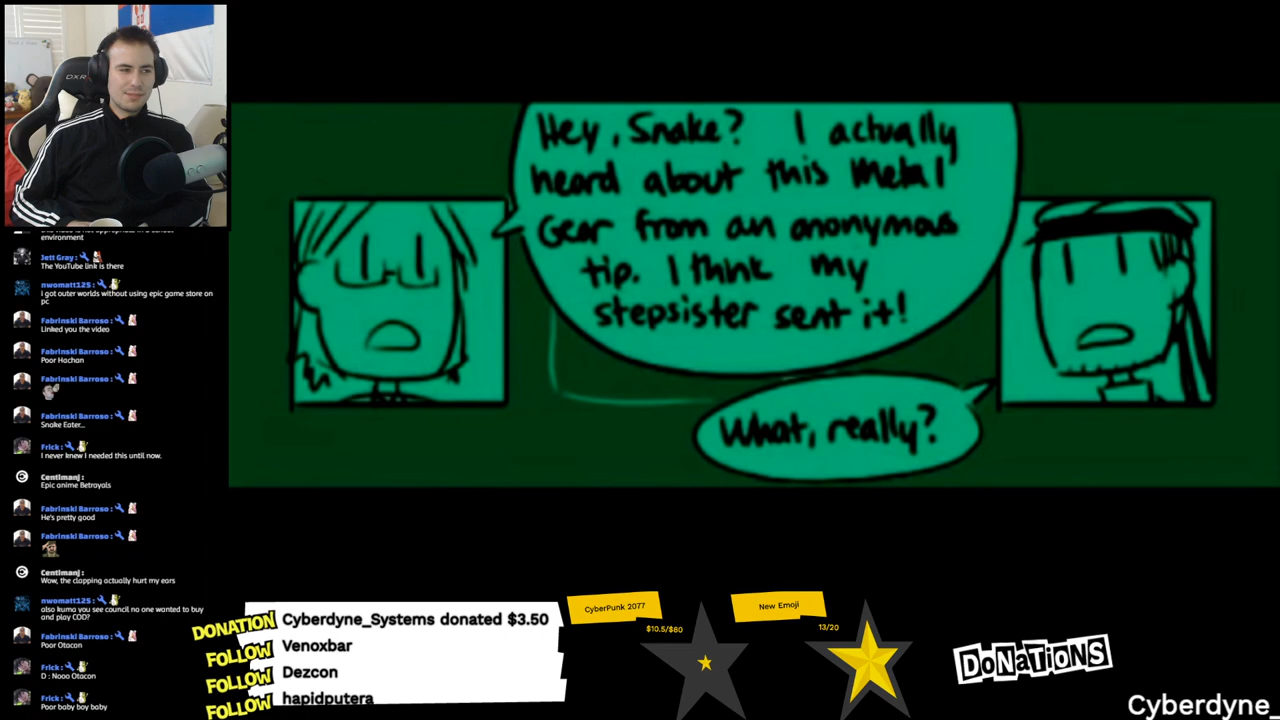 DXR
environment
Jett Gray :
The YouTube link is there
nwomatt125 :
i got outer worlds without using epic game store on
pc
Fabrinski Barroso :
Linked you the video
Fabrinski Barroso :
Poor Hachan
Fabrinski Barroso :
Fabrinski Barroso :
Snake Eater...
Frick :
I never knew I needed this until now.
Centimanj :
Epic anime Betrayals
Fabrinski Barroso :
He's pretty good
Fabrinski Barroso :
Centimanj :
Wow, the clapping actually hurt my ears
nwomatt125 :
also kuma you see council no one wanted to buy
and play COD?
Fabrinski Barroso :
Poor Otacon
Frick :
D : Nooo Otacon
Frick :
Poor baby boy baby
Hey, Snake? I actually
heard about this Metal
from
tip. I think my
stepsister sent it!
What, really?
DONATION Cyberdyne_Systems donated $3.50
FOLLOW Venoxbar
FOLLOW Dezcon
FOLLOW hapidputera
CyberPunk 2077
$10.5/$80
New Emoji
13/20
DoNaTioNS
Cyberdyne_